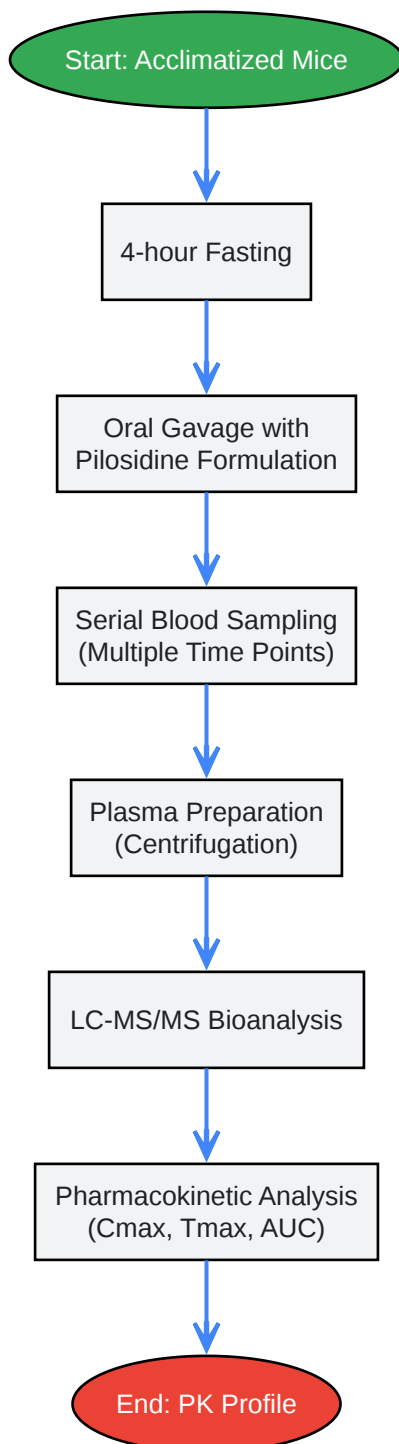 Start: Acclimatized Mice
4-hour Fasting
Oral Gavage with
Pilosidine Formulation
Serial Blood Sampling
(Multiple Time Points)
Plasma Preparation
(Centrifugation)
LC-MS/MS Bioanalysis
Pharmacokinetic Analysis
(Cmax, Tmax, AUC)
End: PK Profile